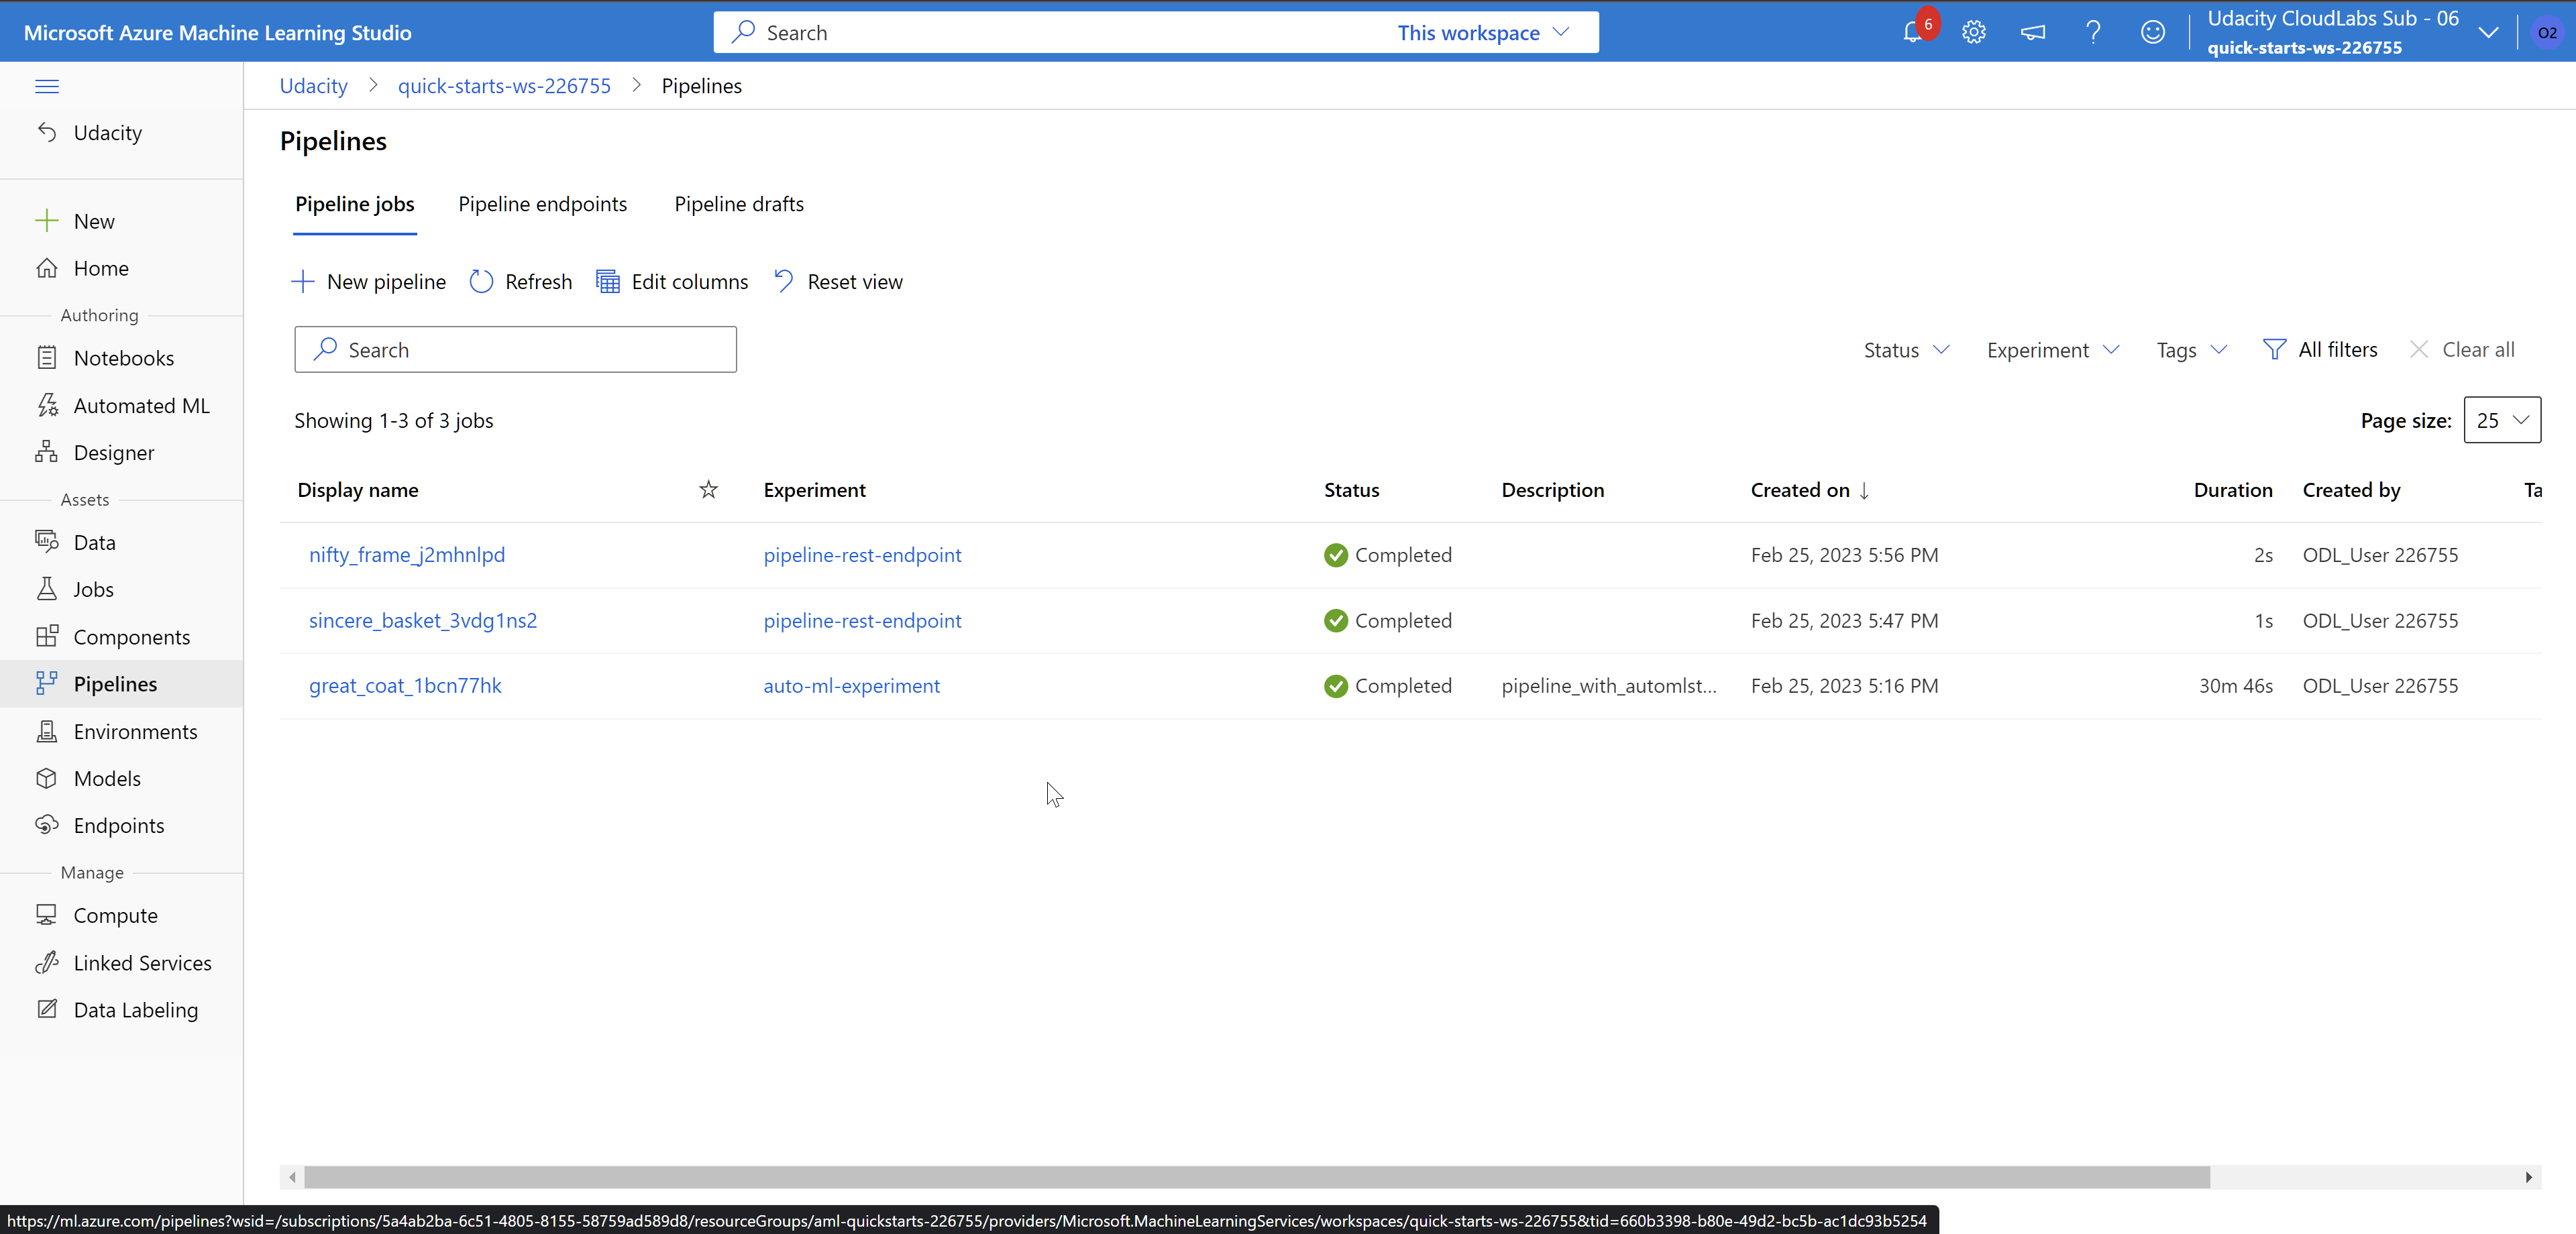 Microsoft Azure Machine Learning Studio
Search
This workspace
6
Udacity CloudLabs Sub - 06
quick-starts-ws-226755
O2
Udacity
New
Home
Authoring
Notebooks
Automated ML
Designer
Assets
Data
Jobs
Components
Pipelines
Environments
Models
Endpoints
Manage
Compute
Linked Services
Data Labeling
Udacity > quick-starts-ws-226755 > Pipelines
Pipelines
Pipeline jobs Pipeline endpoints Pipeline drafts
New pipeline Refresh Edit columns Reset view
Search
Status Experiment Tags All filters Clear all
Showing 1-3 of 3 jobs
Page size: 25
Display name Experiment Status Description Created on ↓ Duration Created by Ta
nifty_frame_j2mhnlpd pipeline-rest-endpoint Completed Feb 25, 2023 5:56 PM 2s ODL_User 226755
sincere_basket_3vdg1ns2 pipeline-rest-endpoint Completed Feb 25, 2023 5:47 PM 1s ODL_User 226755
great_coat_1bcn77hk auto-ml-experiment Completed pipeline_with_automlst... Feb 25, 2023 5:16 PM 30m 46s ODL_User 226755
https://ml.azure.com/pipelines?wsid=/subscriptions/5a4ab2ba-6c51-4805-8155-58759ad589d8/resourceGroups/aml-quickstarts-226755/providers/Microsoft.MachineLearningServices/workspaces/quick-starts-ws-226755&tid=660b3398-b80e-49d2-bc5b-ac1dc93b5254